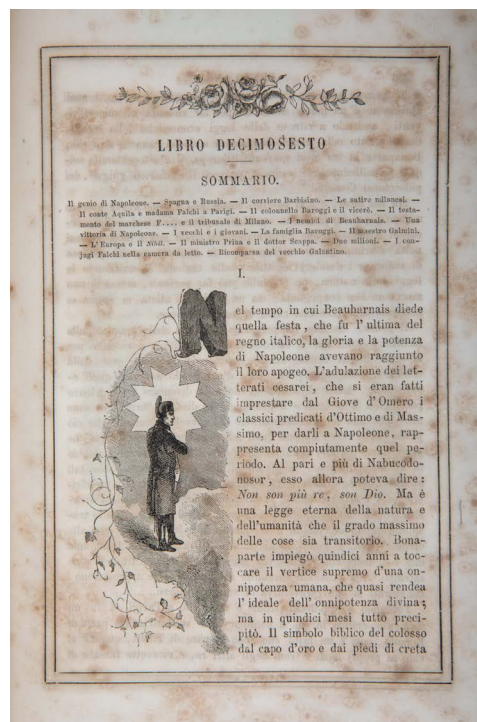 LIBRO DECIMOSESTO
SOMMARIO.
Il genio di Napoleone. — Spagna e Russia. — Il corriere Barbisino. — Le satire milanesi. —
Il conte Aquila e madama Falchi a Parigi. — Il colonnello Baroggi e il vicerè. — Il testa-
mento del marchese F.... e il tribunale di Milano. — I nemici di Beauharnais. — Una
vittoria di Napoleone. — I vecchi e i giovani. — La famiglia Baroggi. — Il maestro Galmini.
— L'Europa e il Nihil. — Il ministro Prina e il dottor Scappa. — Due milioni. — I con-
jugi Falchi nella camera da letto. — Ricomparsa del vecchio Galantino.
I.
N
el tempo in cui Beauharnais diede
quella festa, che fu l'ultima del
regno italico, la gloria e la potenza
di Napoleone avevano raggiunto
il loro apogeo. L'adulazione dei let-
terati cesarei, che si eran fatti
imprestare dal Giove d'Omero i
classici predicati d'Ottimo e di Mas-
simo, per darli a Napoleone, rap-
presenta compiutamente quel pe-
riodo. Al pari e più di Nabucodo-
nosor, esso allora poteva dire:
Non son più re, son Dio. Ma è
una legge eterna della natura e
dell'umanità che il grado massimo
delle cose sia transitorio. Bona-
parte impiegò quindici anni a toc-
care il vertice supremo d'una on-
nipotenza umana, che quasi rendea
l'ideale dell'onnipotenza divina;
ma in quindici mesi tutto preci-
pitò. Il simbolo biblico del colosso
dal capo d'oro e dai piedi di creta